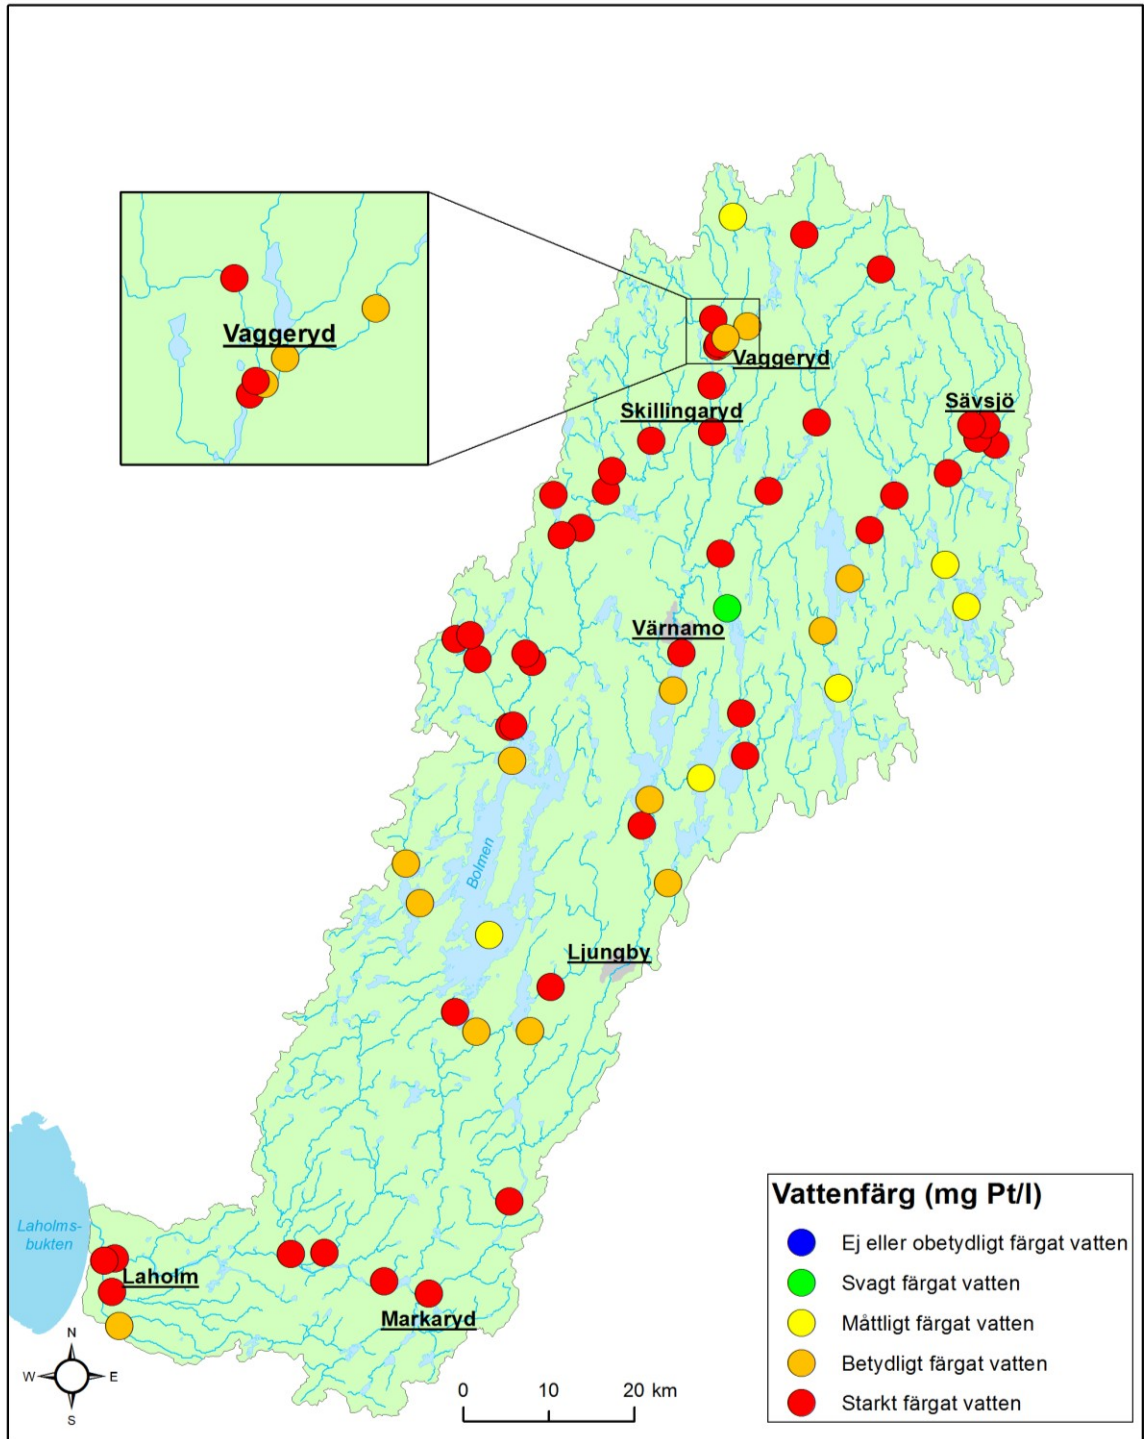 Vaggeryd
Vaggeryd
Skillingaryd
Sävsjö
Värnamo
Bolmen
Ljungby
Laholms-
bukten
Laholm
Markaryd
N
W E
S
0 10 20 km
Vattenfärg (mg Pt/l)
Ej eller obetydligt färgat vatten
Svagt färgat vatten
Måttligt färgat vatten
Betydligt färgat vatten
Starkt färgat vatten